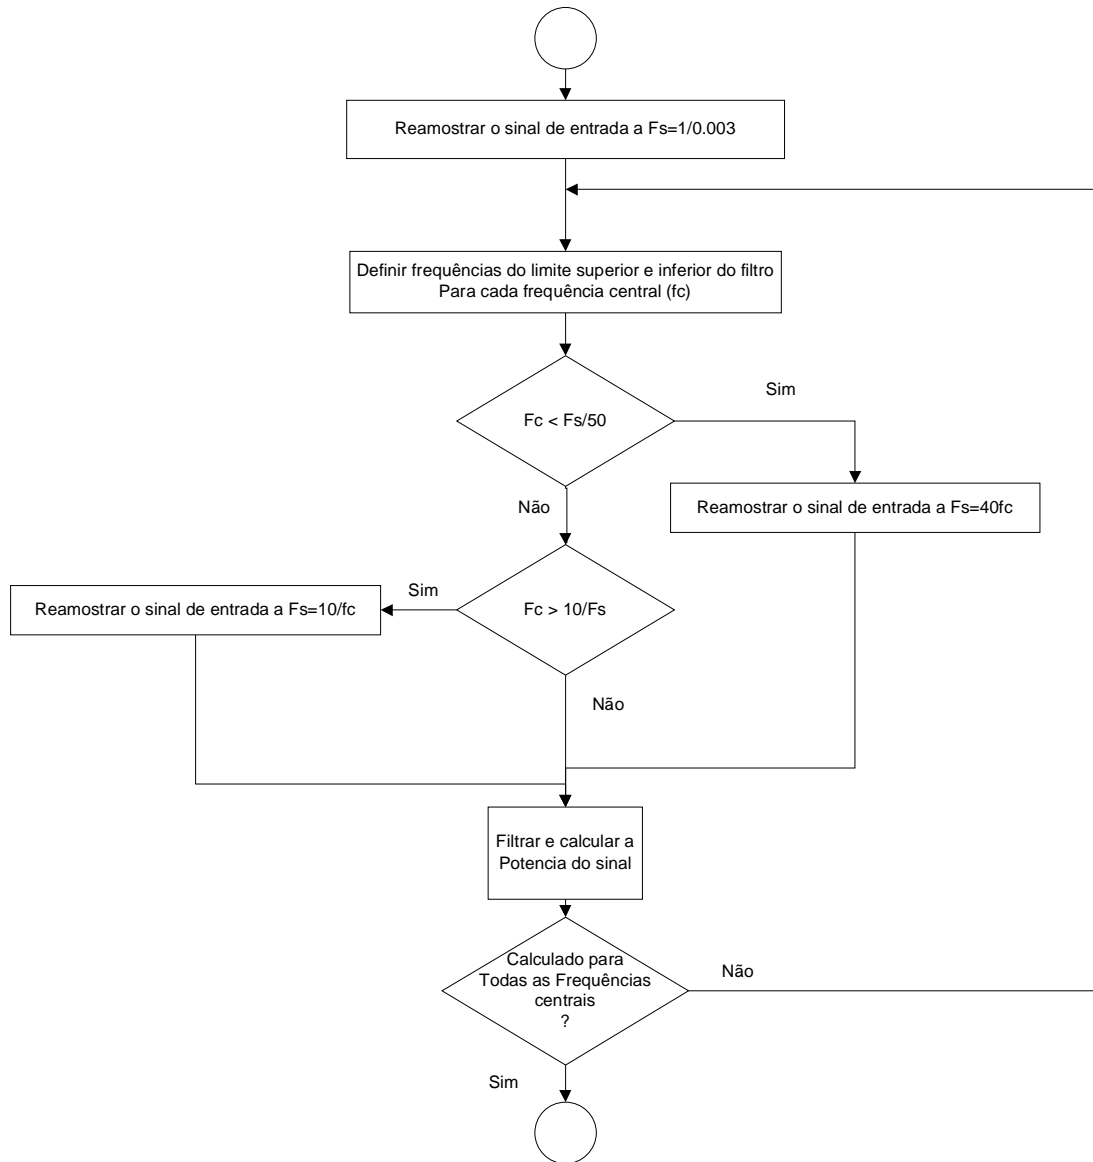 Reamostrar o sinal de entrada a Fs=1/0.003
Definir frequências do limite superior e inferior do filtro
Para cada frequência central (fc)
Sim
Fc < Fs/50
Não
Reamostrar o sinal de entrada a Fs=40fc
Sim
Fc > 10/Fs
Reamostrar o sinal de entrada a Fs=10/fc
Não
Filtrar e calcular a
Potencia do sinal
Calculado para
Todas as Frequências
centrais
?
Não
Sim